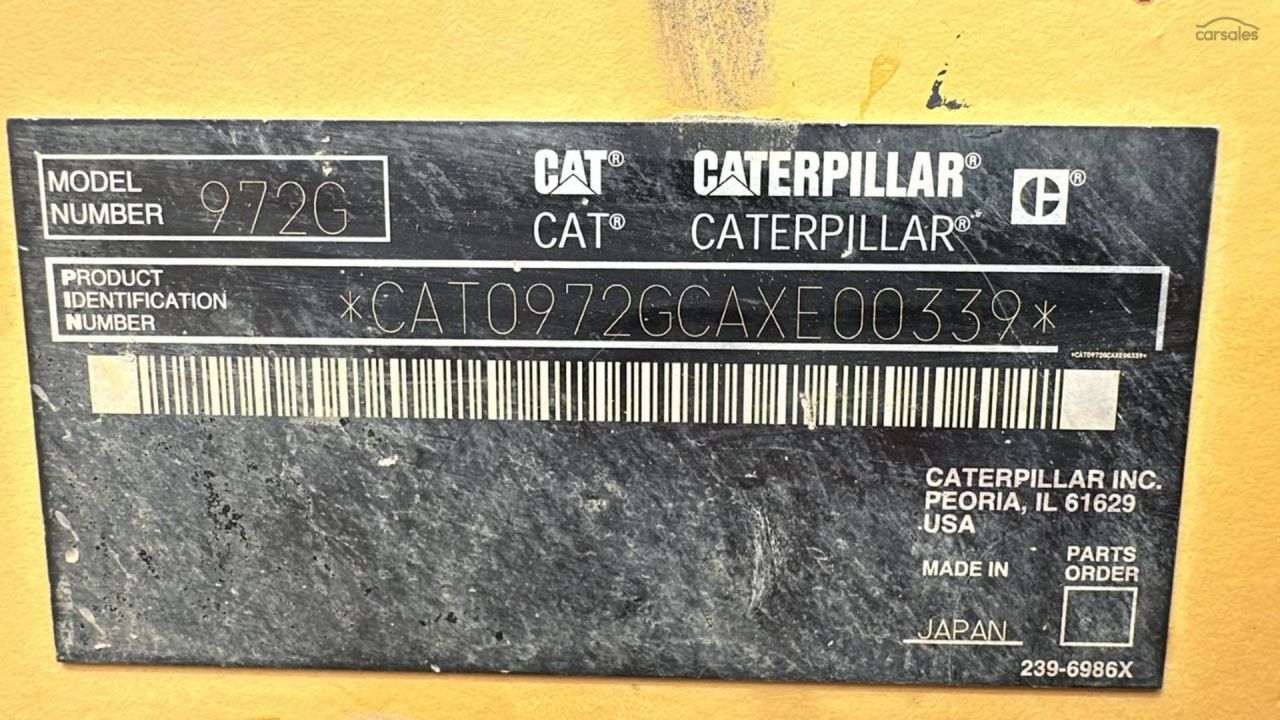 carsales
MODEL
NUMBER 972G
CAT® CATERPILLAR® ®
CAT® CATERPILLAR®
PRODUCT
IDENTIFICATION
NUMBER
*CAT0972GCAXE00339*
*CAT0972GCAXE00339*
CATERPILLAR INC.
PEORIA, IL 61629
USA
MADE IN
JAPAN
PARTS
ORDER
239-6986X